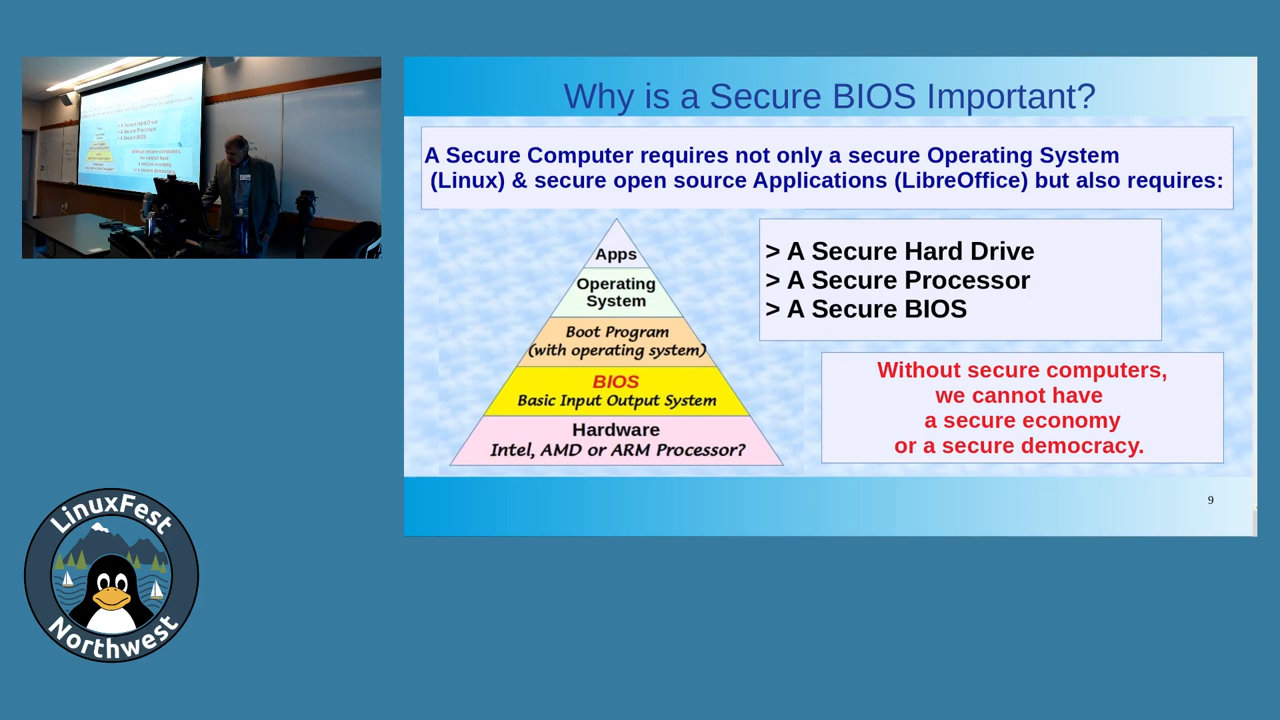 Why is a Secure BIOS Important?
A Secure Computer requires not only a secure Operating System
(Linux) & secure open source Applications (LibreOffice) but also requires:
Apps
Operating
System
Boot Program
(with operating system)
BIOS
Basic Input Output System
Hardware
Intel, AMD or ARM Processor?
> A Secure Hard Drive
> A Secure Processor
> A Secure BIOS
Without secure computers,
we cannot have
a secure economy
or a secure democracy.
9
LinuxFest
Northwest